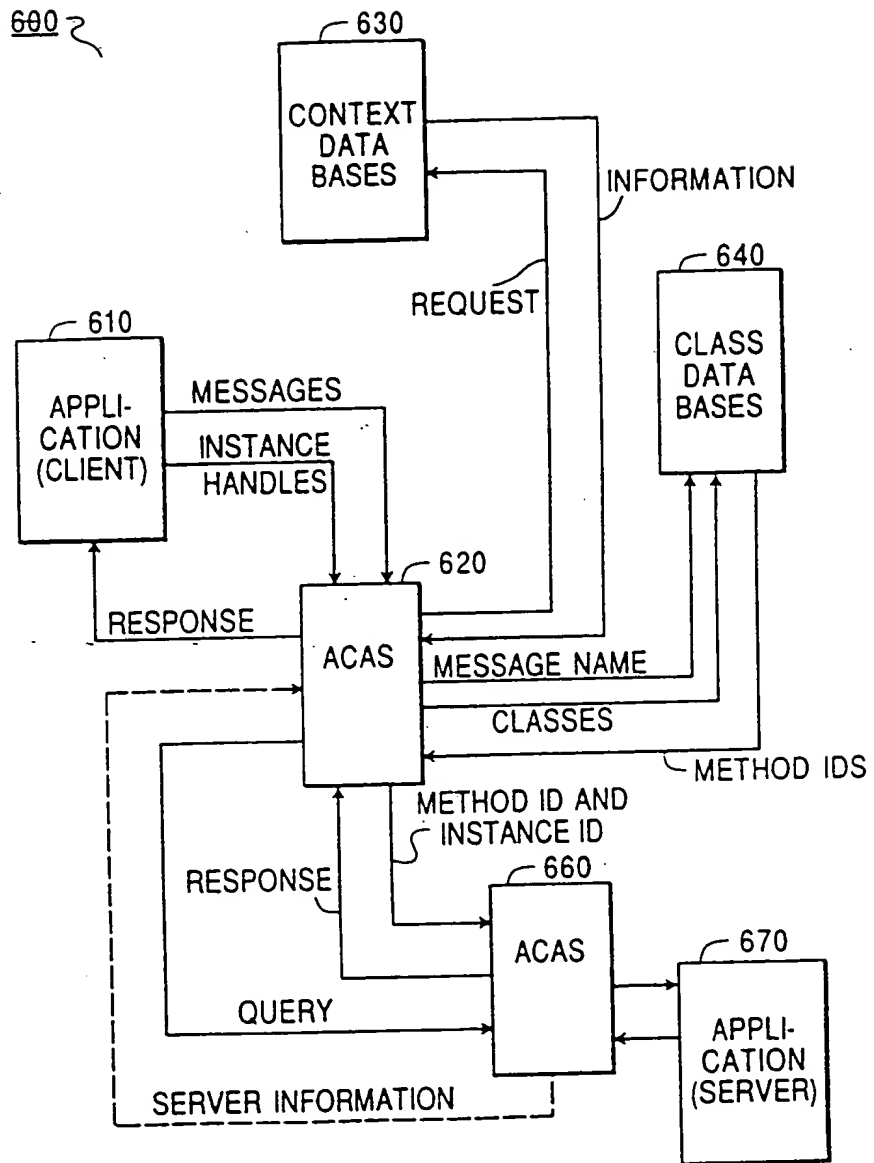 600
630
CONTEXT
DATA
BASES
INFORMATION
REQUEST
640
CLASS
DATA
BASES
610
APPLI-
CATION
(CLIENT)
MESSAGES
INSTANCE
HANDLES
620
ACAS
RESPONSE
MESSAGE NAME
CLASSES
METHOD IDS
METHOD ID AND
INSTANCE ID
RESPONSE
660
ACAS
670
APPLI-
CATION
(SERVER)
QUERY
SERVER INFORMATION